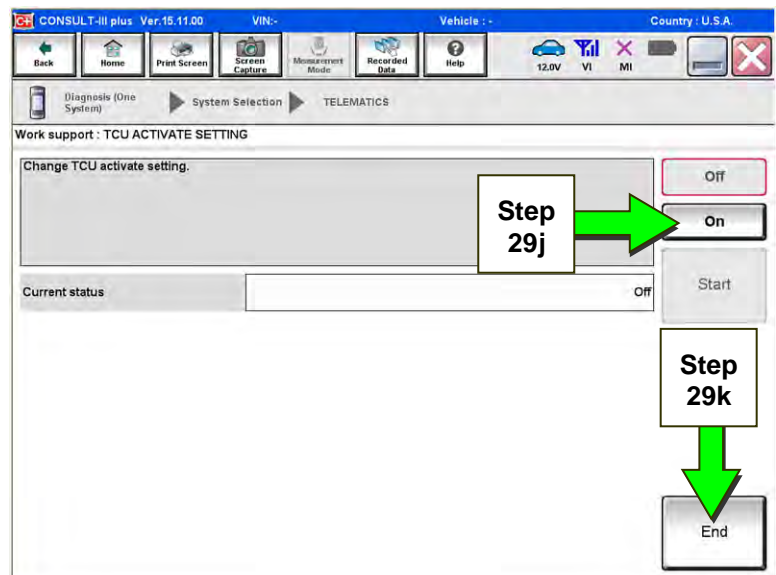 CONSULT-III plus Ver.15.11.00 VIN:- Vehicle : - Country : U.S.A.
Back
Home
Print Screen
Screen
Capture
Measurement
Mode
Recorded
Data
Help
12.0V
VI
MI
Diagnosis (One
System)
System Selection
TELEMATICS
Work support : TCU ACTIVATE SETTING
Change TCU activate setting.
Off
Step
29j
On
Current status
Off
Start
Step
29k
End